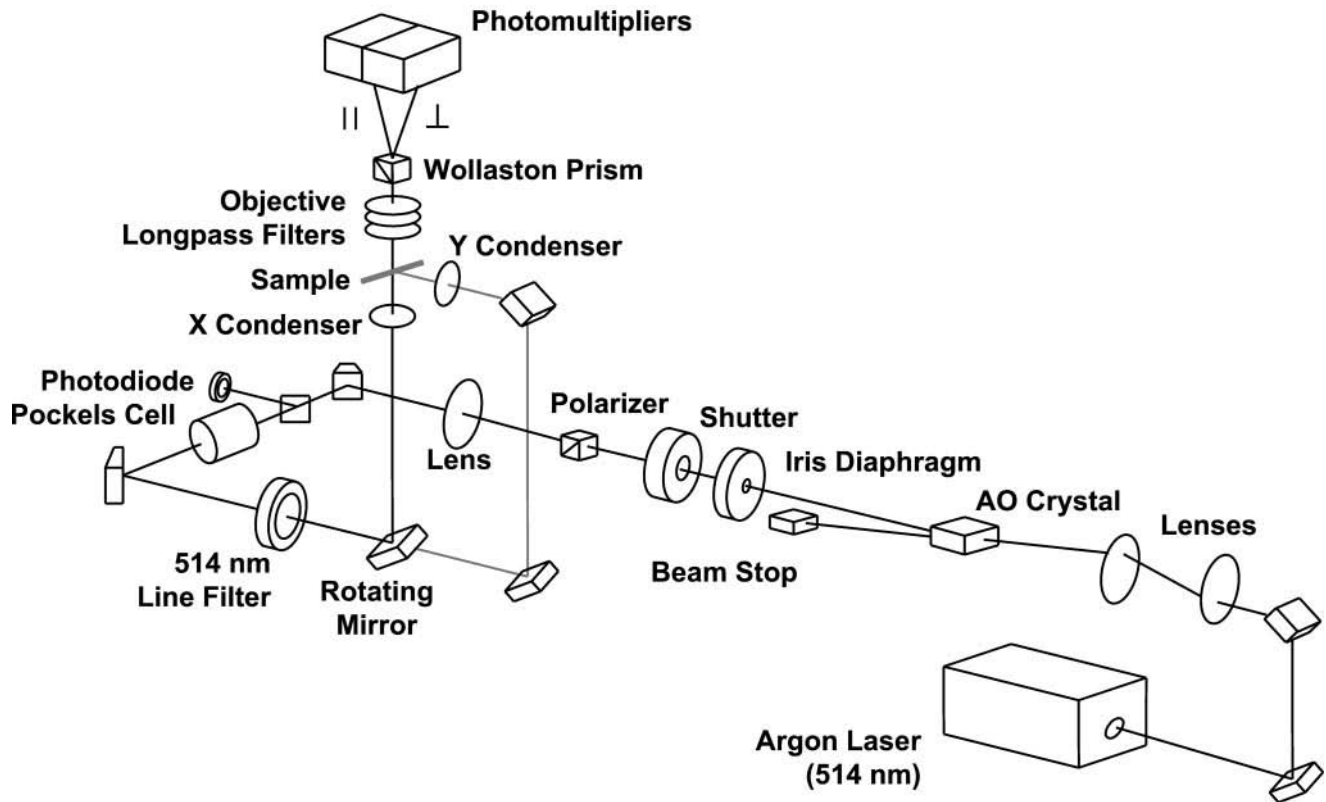 Photomultipliers
|| ⊥
Wollaston Prism
Objective
Longpass Filters
Y Condenser
Sample
X Condenser
Photodiode
Pockels Cell
Polarizer
Shutter
Lens
Iris Diaphragm
AO Crystal
Lenses
514 nm
Line Filter
Rotating
Mirror
Beam Stop
Argon Laser
(514 nm)